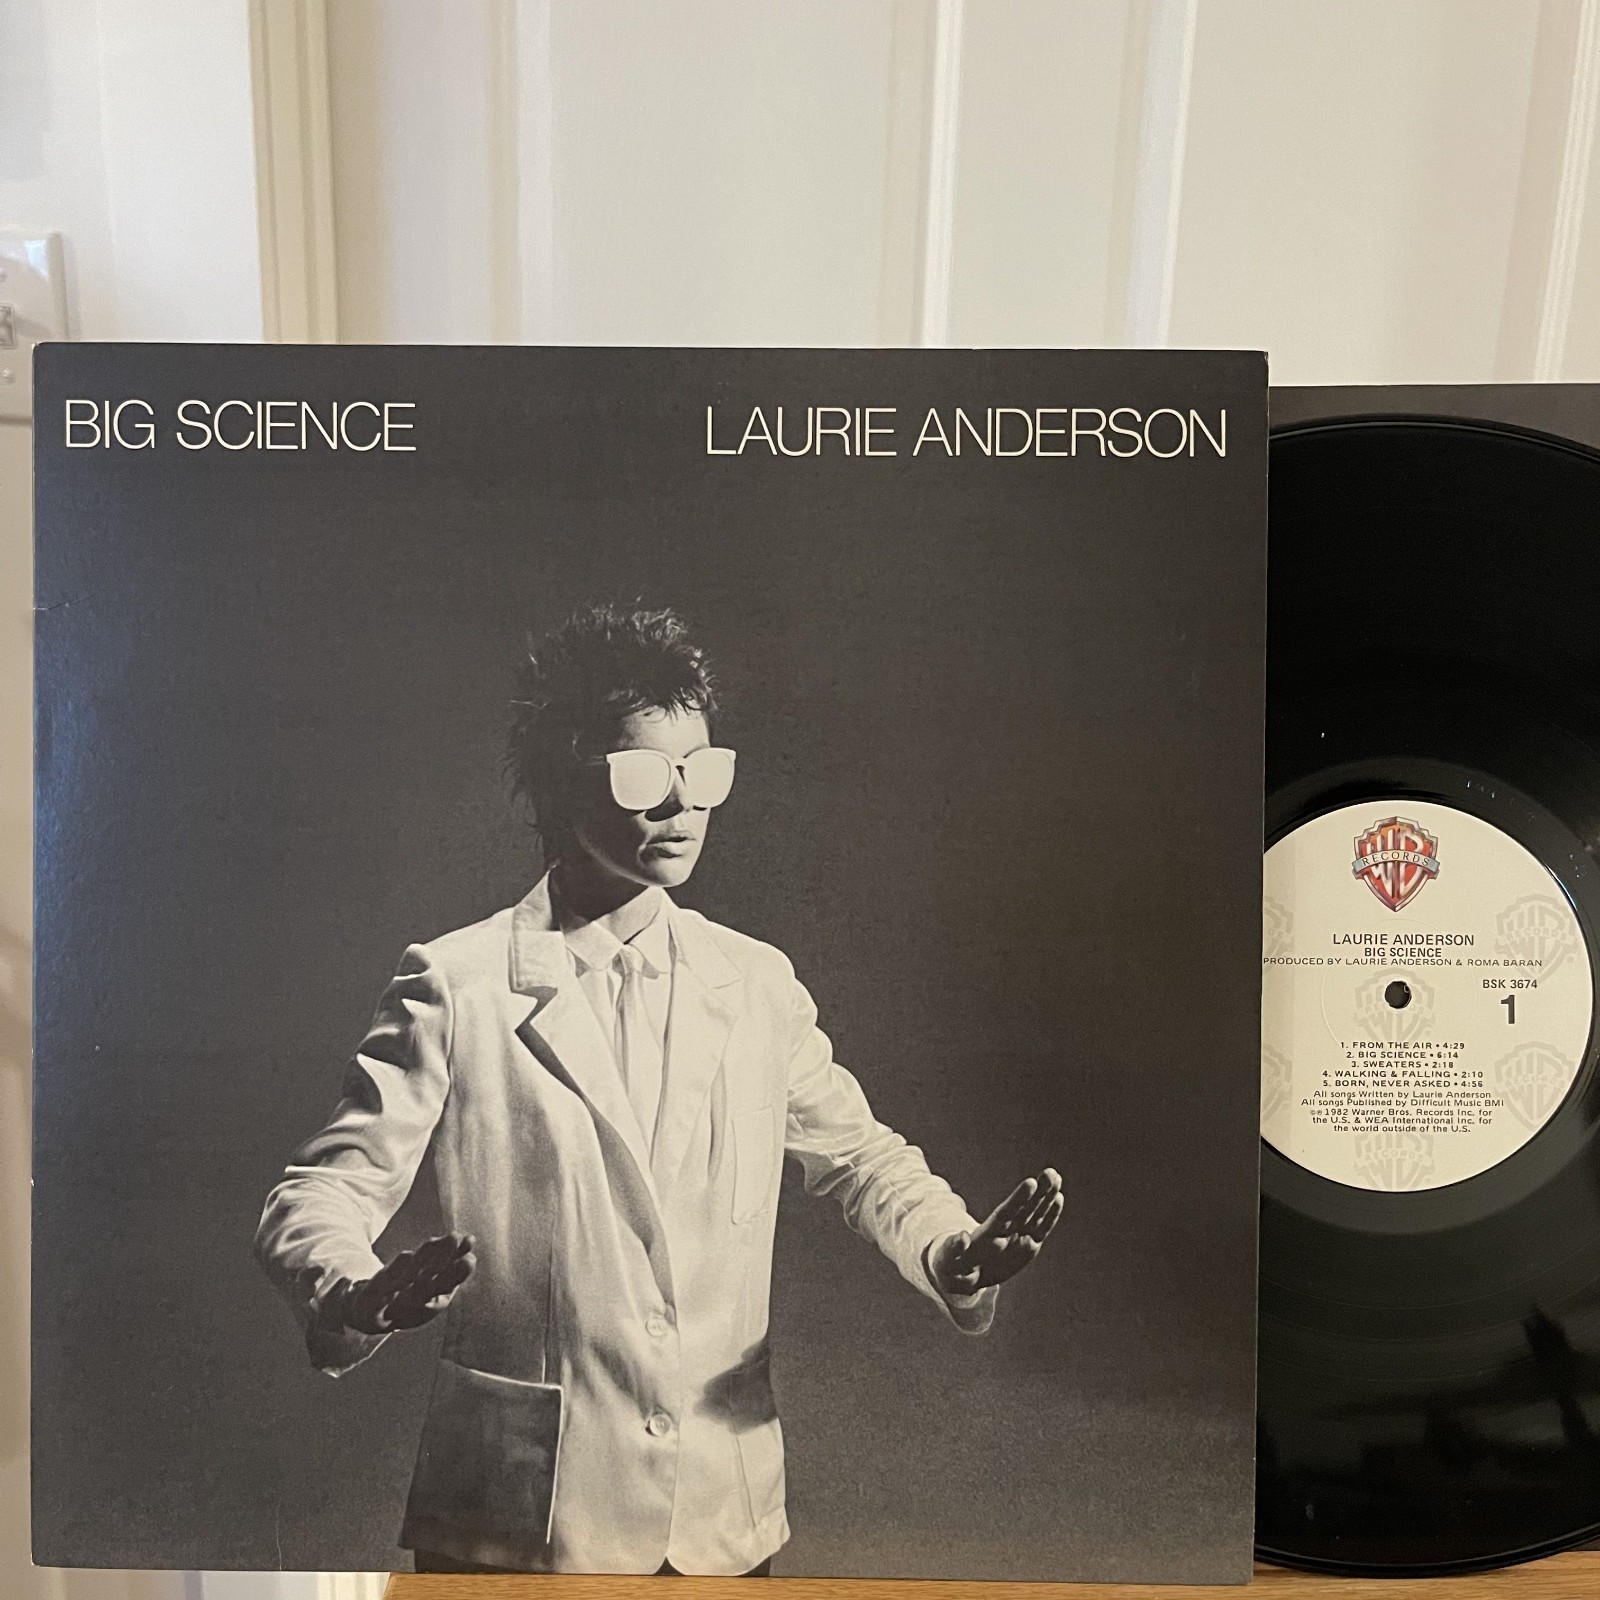 BIG SCIENCE
LAURIE ANDERSON
WB
RECORDS
LAURIE ANDERSON
BIG SCIENCE
PRODUCED BY LAURIE ANDERSON & ROMA BARAN
BSK 3674
1
1. FROM THE AIR • 4:29
2. BIG SCIENCE • 6:14
3. SWEATERS • 2:18
4. WALKING & FALLING • 2:10
5. BORN, NEVER ASKED • 4:56
All songs Written by Laurie Anderson
All songs Published by Difficult Music BMI
©℗ 1982 Warner Bros. Records Inc. for
the U.S. & WEA International Inc. for
the world outside of the U.S.